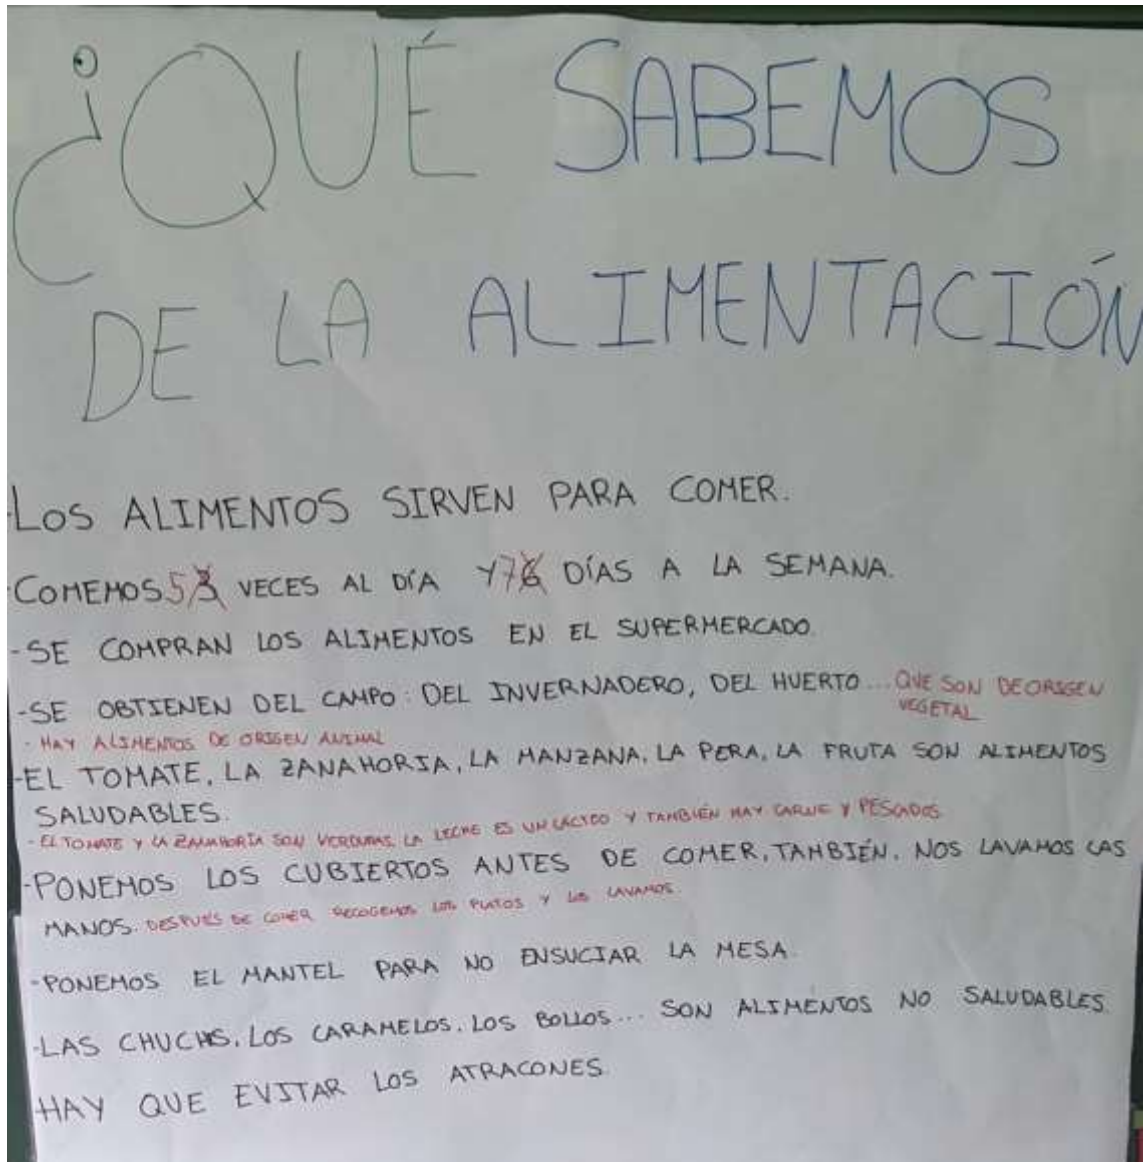 ¿QUÉ SABEMOS
DE LA ALIMENTACIÓN
LOS ALIMENTOS SIRVEN PARA COMER.
-COMEMOS 5 3 VECES AL DÍA Y 7 6 DÍAS A LA SEMANA.
-SE COMPRAN LOS ALIMENTOS EN EL SUPERMERCADO.
-SE OBTIENEN DEL CAMPO: DEL INVERNADERO, DEL HUERTO... QUE SON DE ORIGEN
VEGETAL
- HAY ALIMENTOS DE ORIGEN ANIMAL
-EL TOMATE, LA ZANAHORIA, LA MANZANA, LA PERA, LA FRUTA SON ALIMENTOS
SALUDABLES.
- EL TOMATE Y LA ZANAHORIA SON VERDURAS. LA LECHE ES UN LÁCTEO Y TAMBIÉN HAY CARNE Y PESCADOS.
-PONEMOS LOS CUBIERTOS ANTES DE COMER, TAMBIÉN, NOS LAVAMOS LAS
MANOS. DESPUÉS DE COMER RECOGEMOS LOS PLATOS Y LOS LAVAMOS.
-PONEMOS EL MANTEL PARA NO ENSUCIAR LA MESA.
-LAS CHUCHES, LOS CARAMELOS, LOS BOLLOS... SON ALIMENTOS NO SALUDABLES.
-HAY QUE EVITAR LOS ATRACONES.